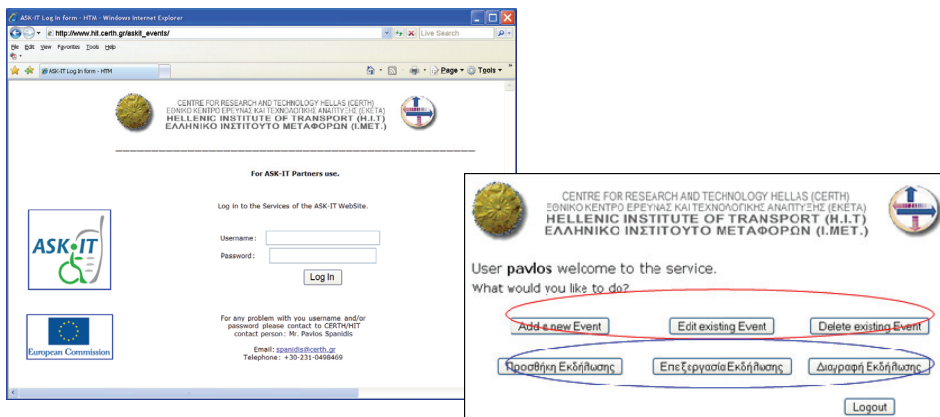 ASK-IT Log In form - HTM - Windows Internet Explorer
http://www.hit.certh.gr/askit_events/
Live Search
File Edit View Favorites Tools Help
ASK-IT Log In form - HTM
Page Tools
CENTRE FOR RESEARCH AND TECHNOLOGY HELLAS (CERTH)
ΕΘΝΙΚΟ ΚΕΝΤΡΟ ΕΡΕΥΝΑΣ ΚΑΙ ΤΕΧΝΟΛΟΓΙΚΗΣ ΑΝΑΠΤΥΞΗΣ (ΕΚΕΤΑ)
HELLENIC INSTITUTE OF TRANSPORT (H.I.T)
ΕΛΛΗΝΙΚΟ ΙΝΣΤΙΤΟΥΤΟ ΜΕΤΑΦΟΡΩΝ (Ι.ΜΕΤ.)
For ASK-IT Partners use.
Log in to the Services of the ASK-IT WebSite.
Username:
Password:
Log In
ASK-IT
European Commission
For any problem with you username and/or
password please contact to CERTH/HIT
contact person: Mr. Pavlos Spanidis
Email: spanidis@certh.gr
Telephone: +30-231-0498469
CENTRE FOR RESEARCH AND TECHNOLOGY HELLAS (CERTH)
ΕΘΝΙΚΟ ΚΕΝΤΡΟ ΕΡΕΥΝΑΣ ΚΑΙ ΤΕΧΝΟΛΟΓΙΚΗΣ ΑΝΑΠΤΥΞΗΣ (ΕΚΕΤΑ)
HELLENIC INSTITUTE OF TRANSPORT (H.I.T)
ΕΛΛΗΝΙΚΟ ΙΝΣΤΙΤΟΥΤΟ ΜΕΤΑΦΟΡΩΝ (Ι.ΜΕΤ.)
User pavlos welcome to the service.
What would you like to do?
Add a new Event Edit existing Event Delete existing Event
Προσθήκη Εκδήλωσης Επεξεργασία Εκδήλωσης Διαγραφή Εκδήλωσης
Logout